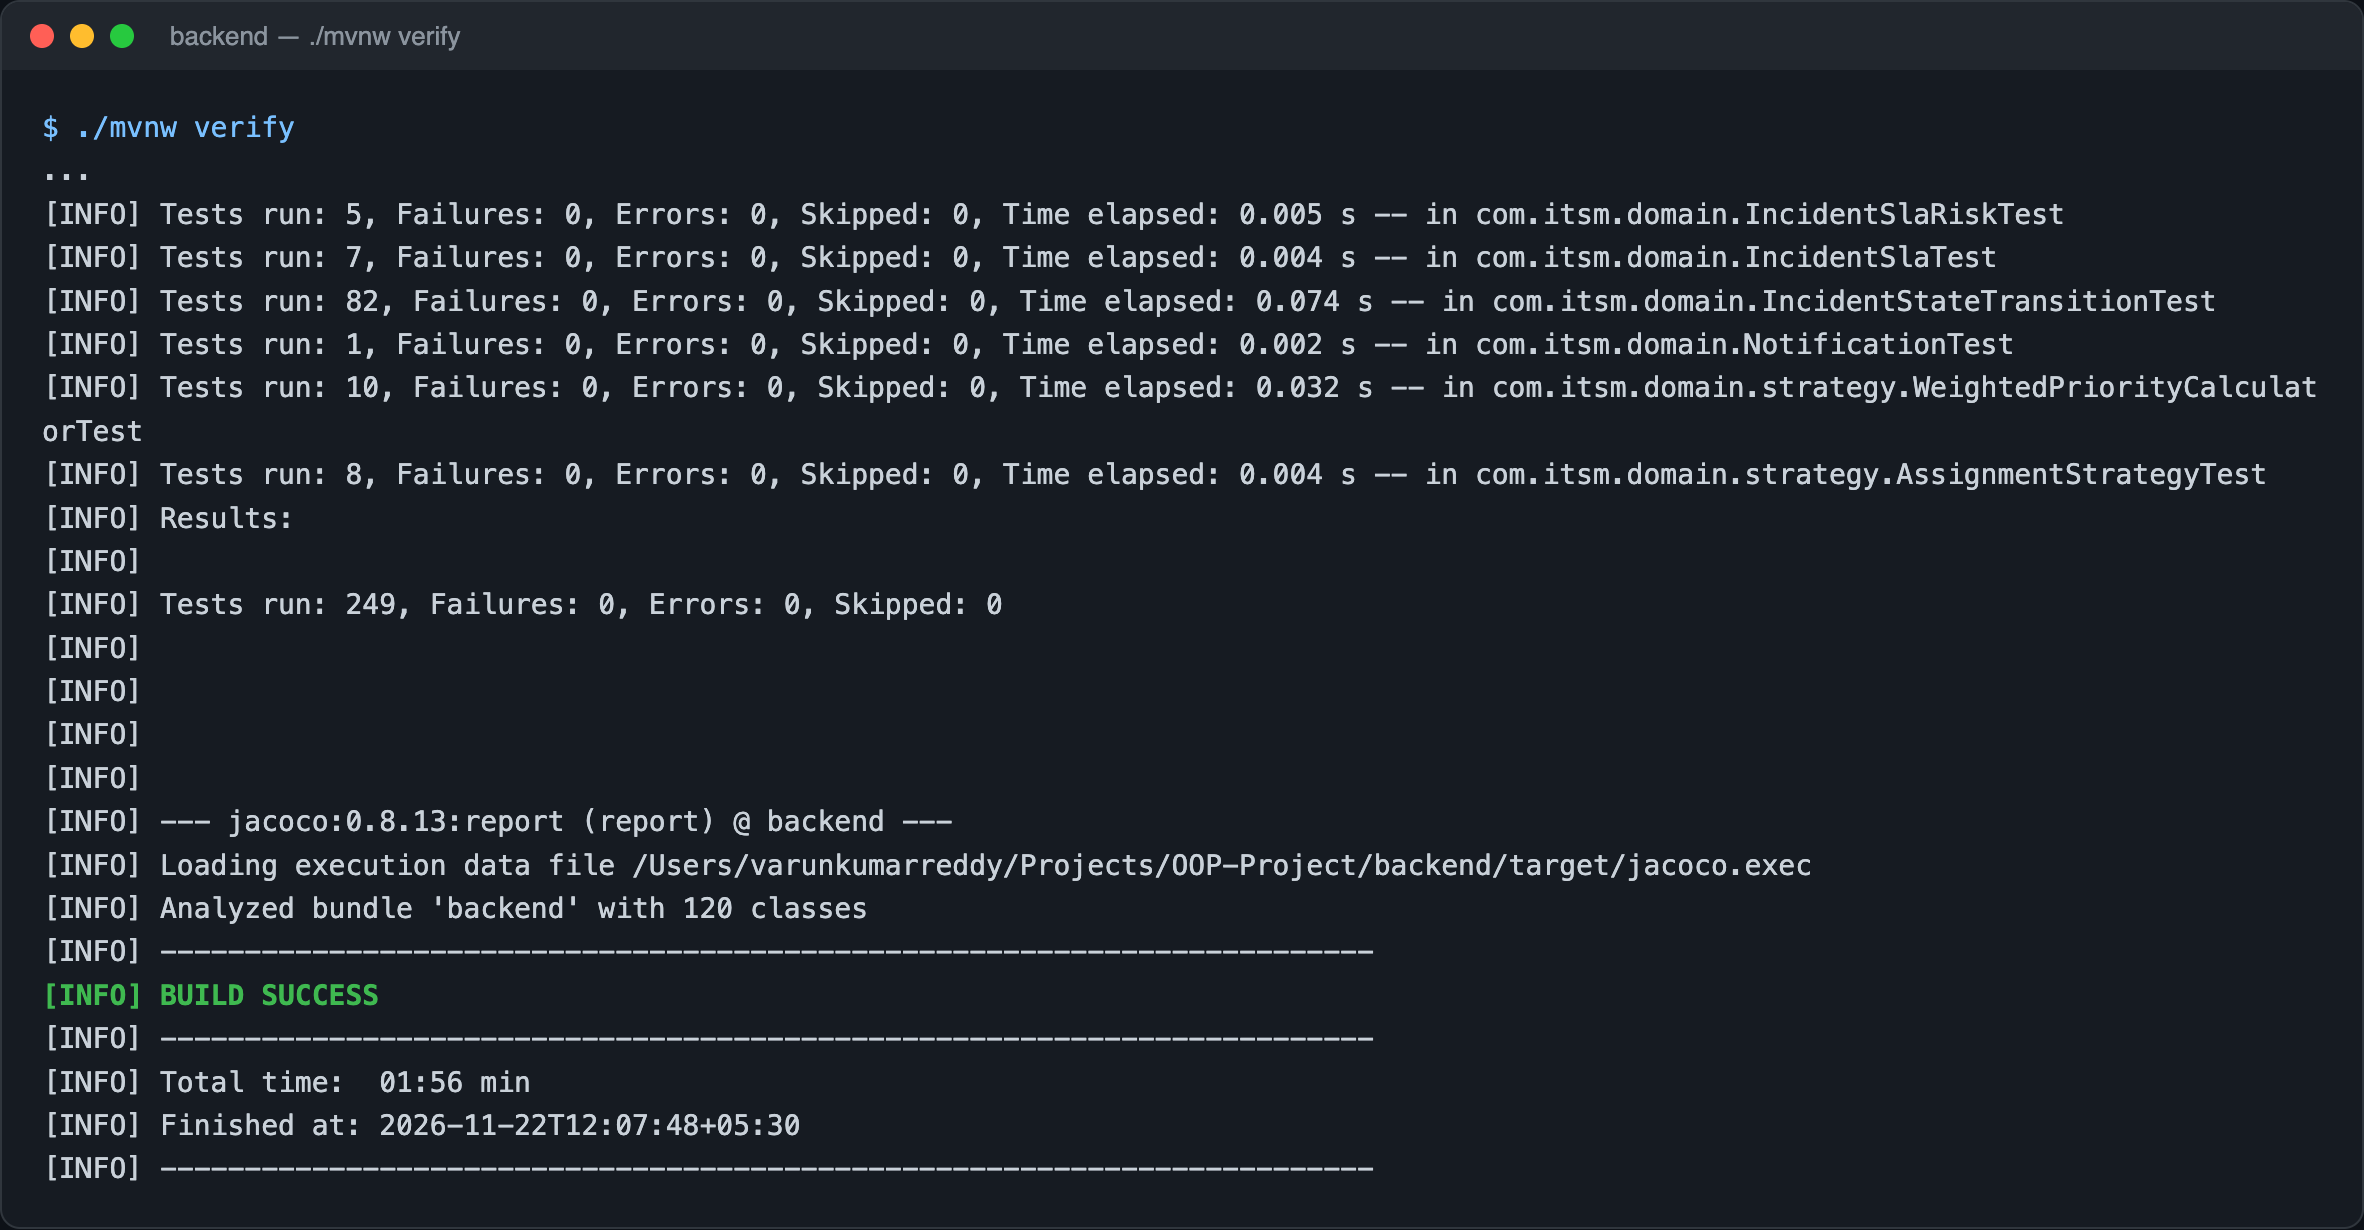 backend — ./mvnw verify
$ ./mvnw verify
...
[INFO] Tests run: 5, Failures: 0, Errors: 0, Skipped: 0, Time elapsed: 0.005 s -- in com.itsm.domain.IncidentSlaRiskTest
[INFO] Tests run: 7, Failures: 0, Errors: 0, Skipped: 0, Time elapsed: 0.004 s -- in com.itsm.domain.IncidentSlaTest
[INFO] Tests run: 82, Failures: 0, Errors: 0, Skipped: 0, Time elapsed: 0.074 s -- in com.itsm.domain.IncidentStateTransitionTest
[INFO] Tests run: 1, Failures: 0, Errors: 0, Skipped: 0, Time elapsed: 0.002 s -- in com.itsm.domain.NotificationTest
[INFO] Tests run: 10, Failures: 0, Errors: 0, Skipped: 0, Time elapsed: 0.032 s -- in com.itsm.domain.strategy.WeightedPriorityCalculat
orTest
[INFO] Tests run: 8, Failures: 0, Errors: 0, Skipped: 0, Time elapsed: 0.004 s -- in com.itsm.domain.strategy.AssignmentStrategyTest
[INFO] Results:
[INFO]
[INFO] Tests run: 249, Failures: 0, Errors: 0, Skipped: 0
[INFO]
[INFO]
[INFO]
[INFO]
[INFO] --- jacoco:0.8.13:report (report) @ backend ---
[INFO] Loading execution data file /Users/varunkumarreddy/Projects/OOP-Project/backend/target/jacoco.exec
[INFO] Analyzed bundle 'backend' with 120 classes
[INFO] ------------------------------------------------------------------------
[INFO] BUILD SUCCESS
[INFO] ------------------------------------------------------------------------
[INFO] Total time:  01:56 min
[INFO] Finished at: 2026-11-22T12:07:48+05:30
[INFO] ------------------------------------------------------------------------